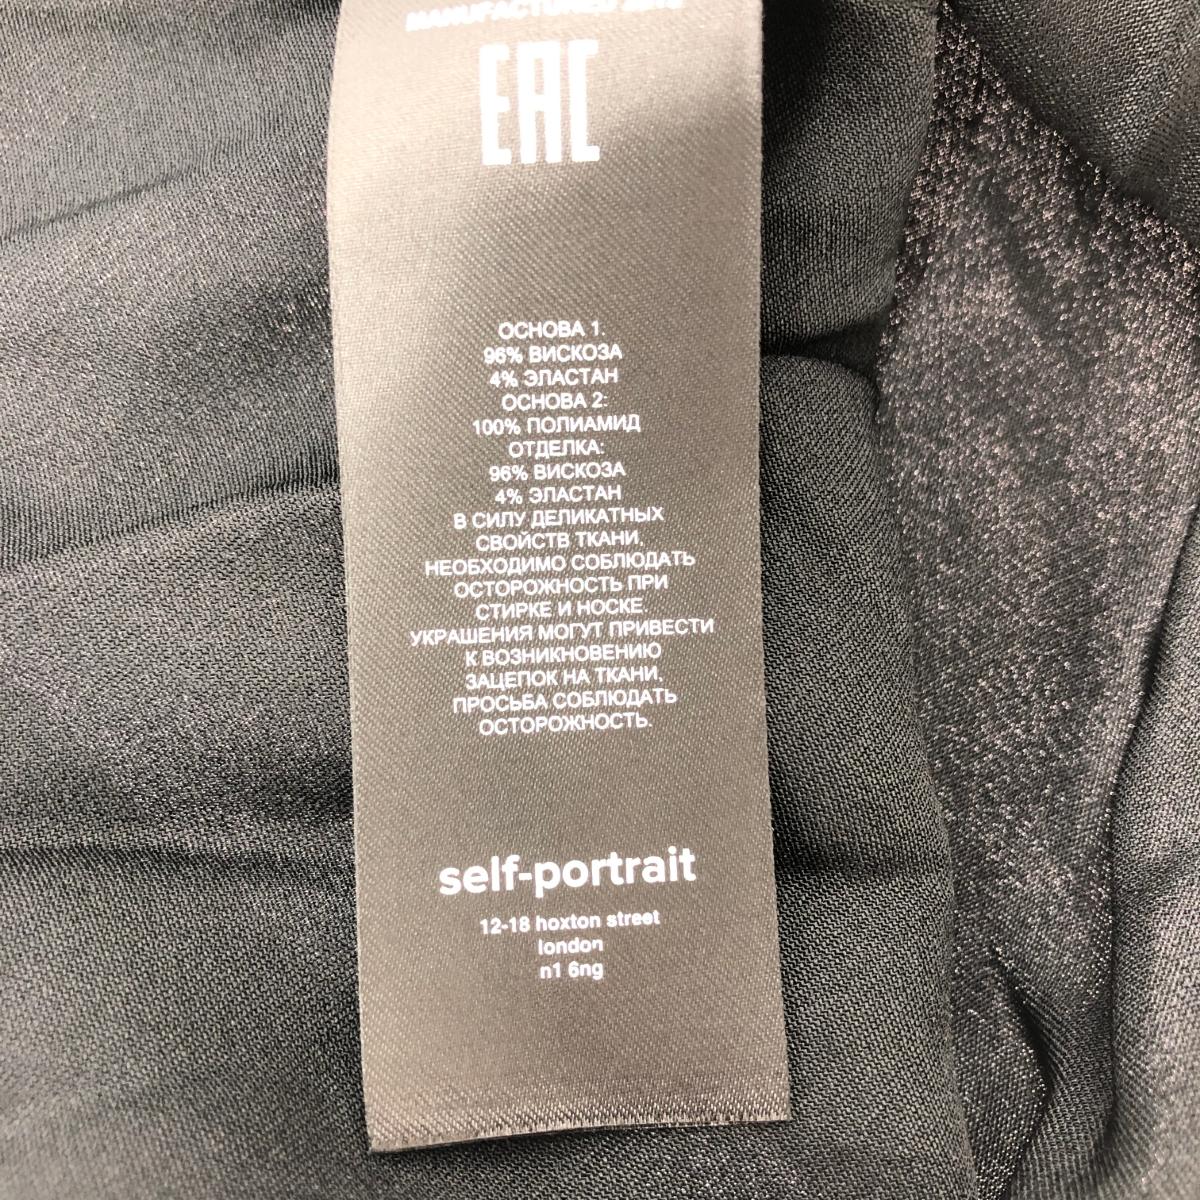 MANUFACTURED
EAC
ОСНОВА 1.
96% ВИСКОЗА
4% ЭЛАСТАН
ОСНОВА 2:
100% ПОЛИАМИД
ОТДЕЛКА:
96% ВИСКОЗА
4% ЭЛАСТАН
В СИЛУ ДЕЛИКАТНЫХ
СВОЙСТВ ТКАНИ,
НЕОБХОДИМО СОБЛЮДАТЬ
ОСТОРОЖНОСТЬ ПРИ
СТИРКЕ И НОСКЕ.
УКРАШЕНИЯ МОГУТ ПРИВЕСТИ
К ВОЗНИКНОВЕНИЮ
ЗАЦЕПОК НА ТКАНИ,
ПРОСЬБА СОБЛЮДАТЬ
ОСТОРОЖНОСТЬ.
self-portrait
12-18 hoxton street
london
n1 6ng